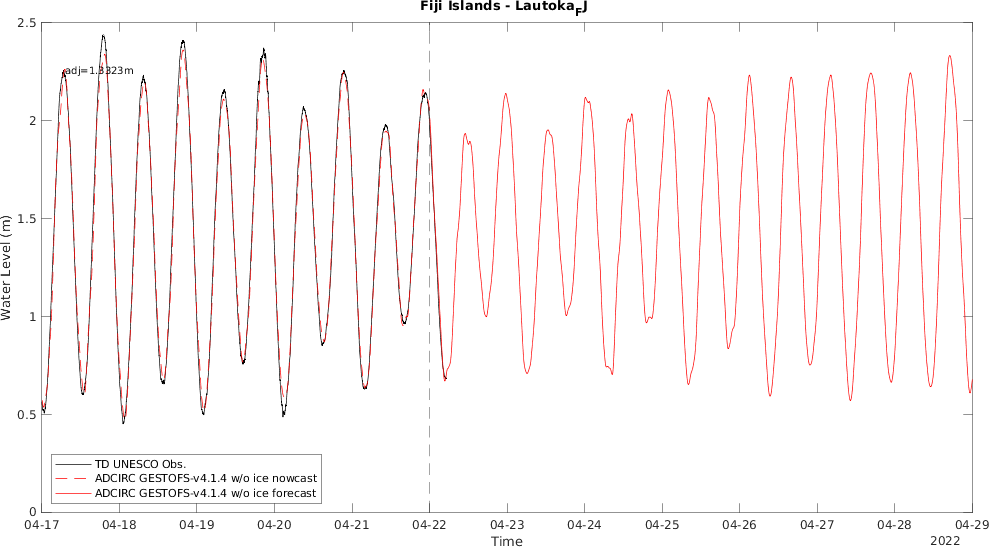 Fiji Islands - Lautoka_FJ
2.5
adj=1.3323m
2
1.5
Water Level (m)
1
0.5
TD UNESCO Obs.
ADCIRC GESTOFS-v4.1.4 w/o ice nowcast
ADCIRC GESTOFS-v4.1.4 w/o ice forecast
0
04-17 04-18 04-19 04-20 04-21 04-22 04-23 04-24 04-25 04-26 04-27 04-28 04-29
Time
2022